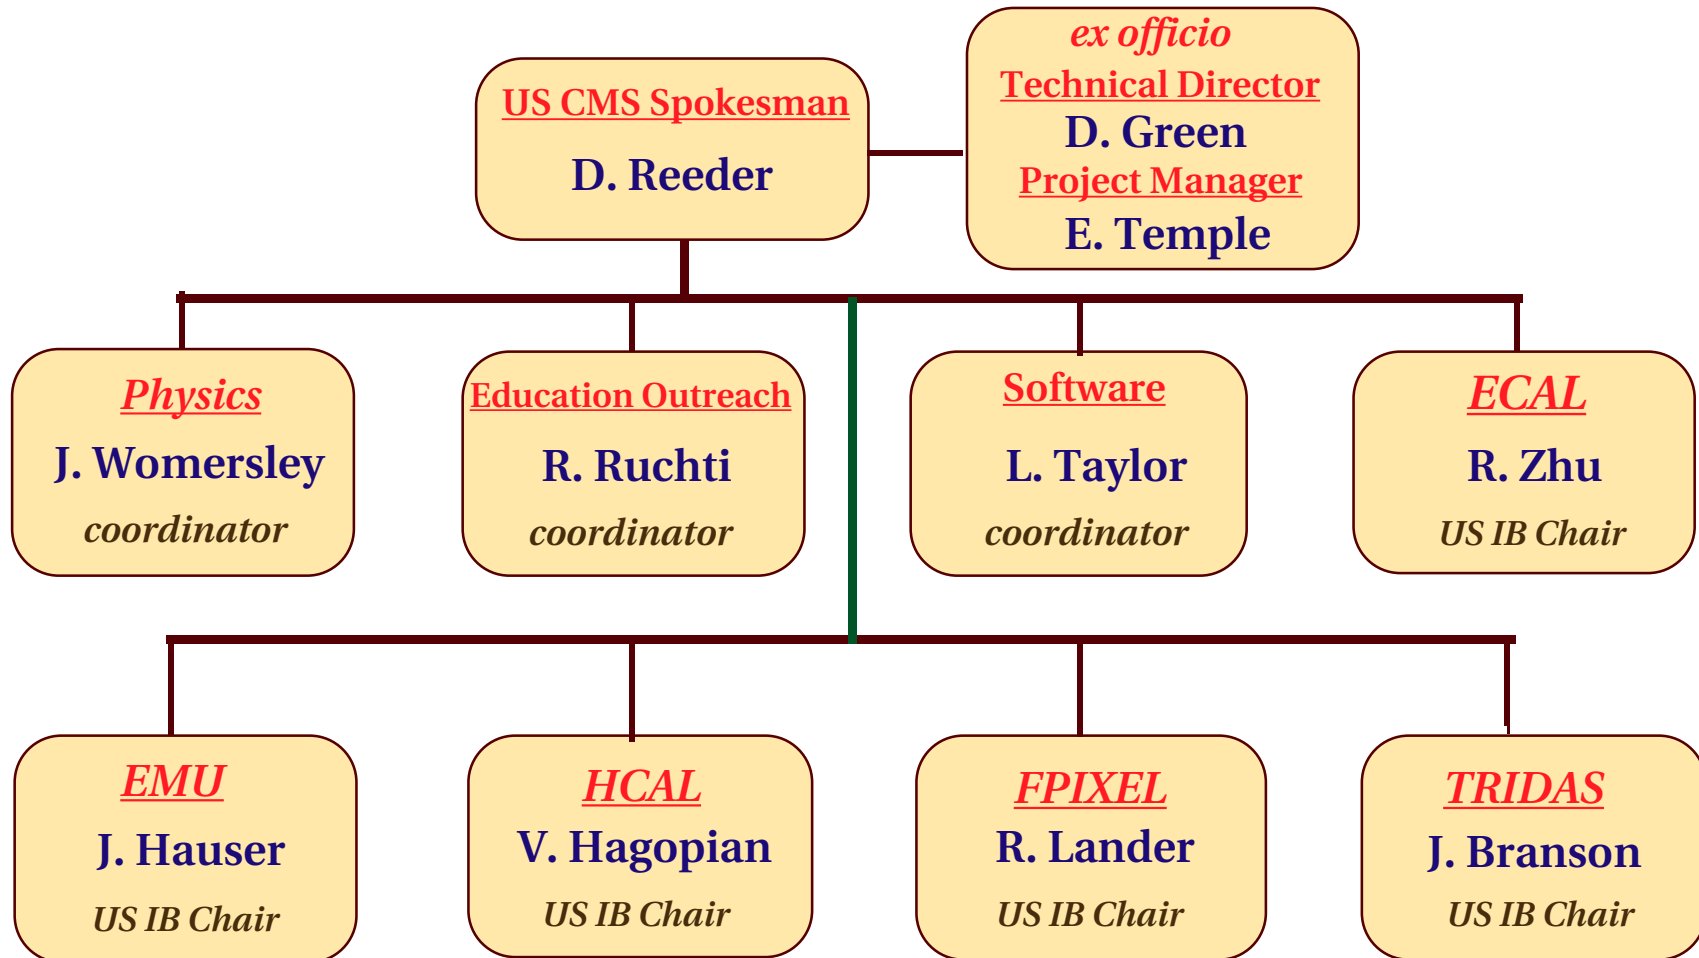 US CMS Spokesman
D. Reeder
ex officio
Technical Director
D. Green
Project Manager
E. Temple
Physics
J. Womersley
coordinator
Education Outreach
R. Ruchti
coordinator
Software
L. Taylor
coordinator
ECAL
R. Zhu
US IB Chair
EMU
J. Hauser
US IB Chair
HCAL
V. Hagopian
US IB Chair
FPIXEL
R. Lander
US IB Chair
TRIDAS
J. Branson
US IB Chair